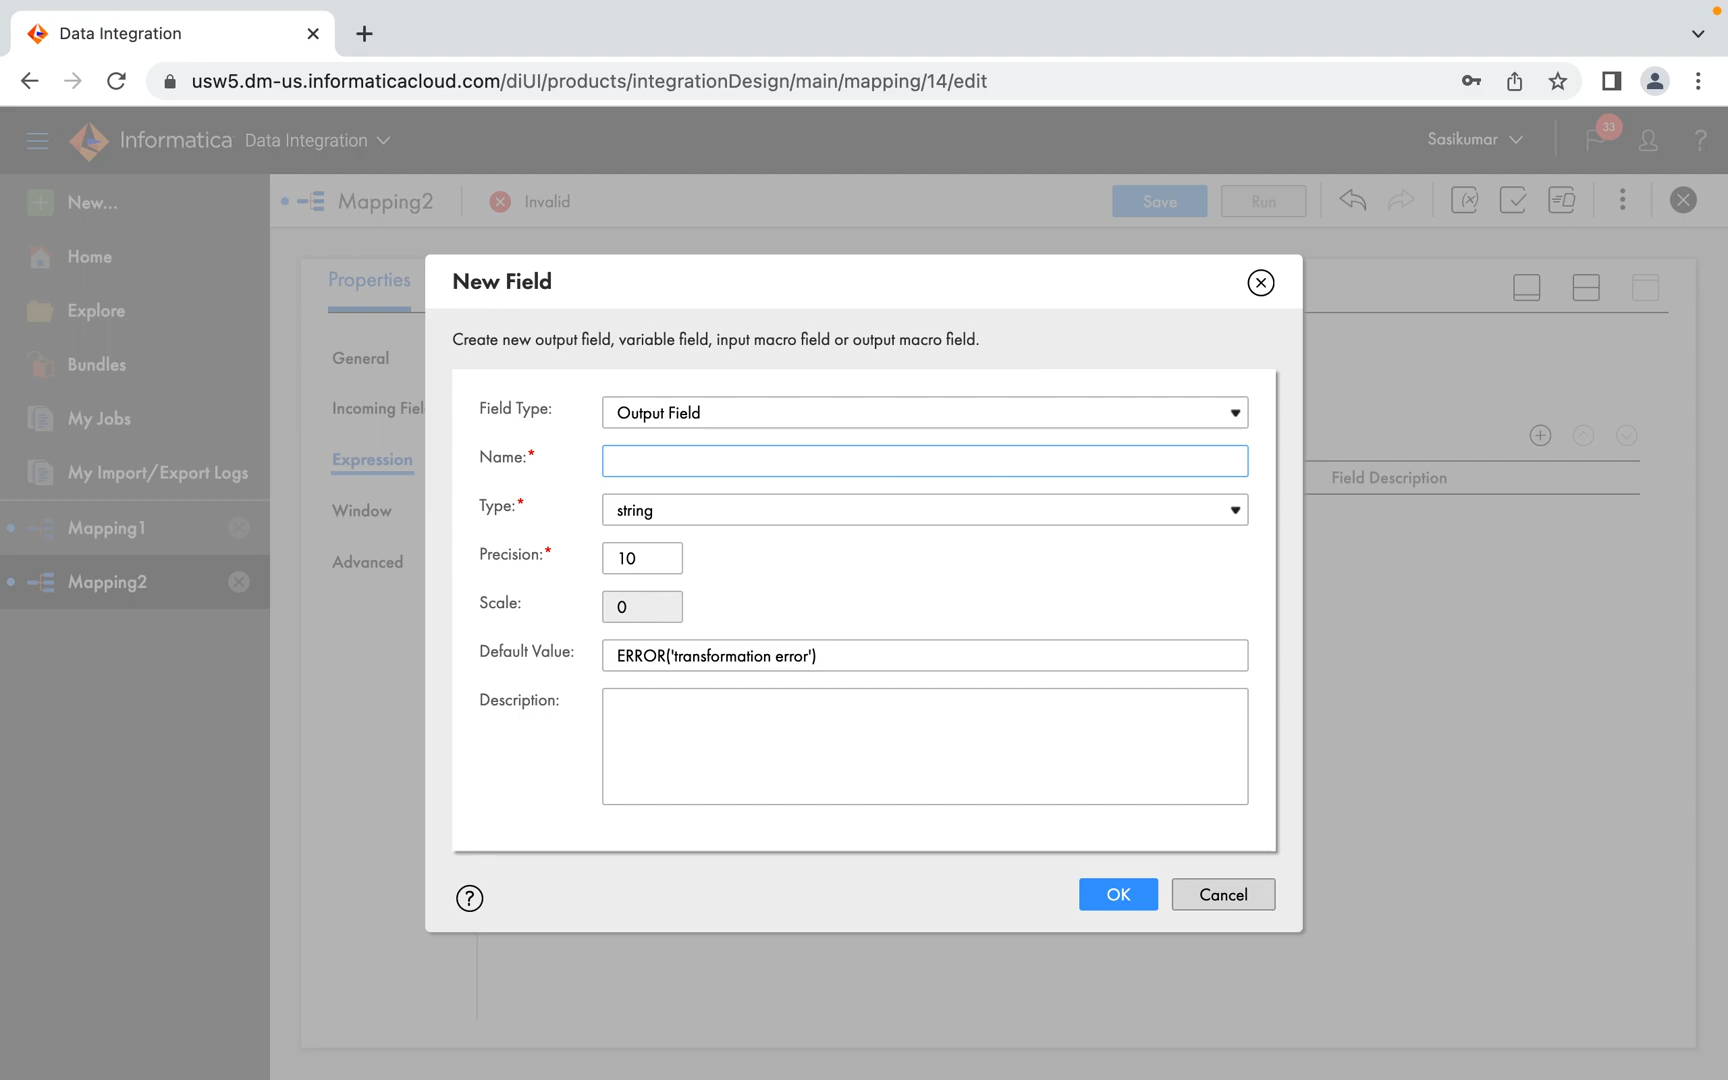 Data Integration
usw5.dm-us.informaticacloud.com/diUI/products/integrationDesign/main/mapping/14/edit
Informatica Data Integration
Sasikumar
33
?
New...
Home
Explore
Bundles
My Jobs
My Import/Export Logs
Mapping1
Mapping2
Mapping2
Invalid
Save
Run
Properties
General
Incoming Fiel
Expression
Window
Advanced
Field Description
New Field
Create new output field, variable field, input macro field or output macro field.
Field Type:
Output Field
Name:*
Type:*
string
Precision:*
10
Scale:
0
Default Value:
ERROR('transformation error')
Description:
?
OK
Cancel